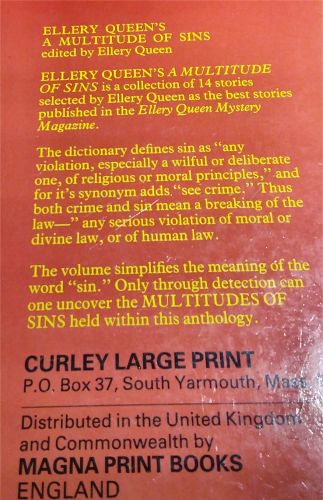 ELLERY QUEEN'S
A MULTITUDE OF SINS
edited by Ellery Queen
ELLERY QUEEN'S A MULTITUDE
OF SINS is a collection of 14 stories
selected by Ellery Queen as the best stories
published in the Ellery Queen Mystery
Magazine.
The dictionary defines sin as "any
violation, especially a wilful or deliberate
one, of religious or moral principles," and
for it's synonym adds "see crime." Thus
both crime and sin mean a breaking of the
law—" any serious violation of moral or
divine law, or of human law.
The volume simplifies the meaning of the
word "sin." Only through detection can
one uncover the MULTITUDES OF
SINS held within this anthology.
CURLEY LARGE PRINT
P.O. Box 37, South Yarmouth, Mass.
Distributed in the United Kingdom
and Commonwealth by
MAGNA PRINT BOOKS
ENGLAND